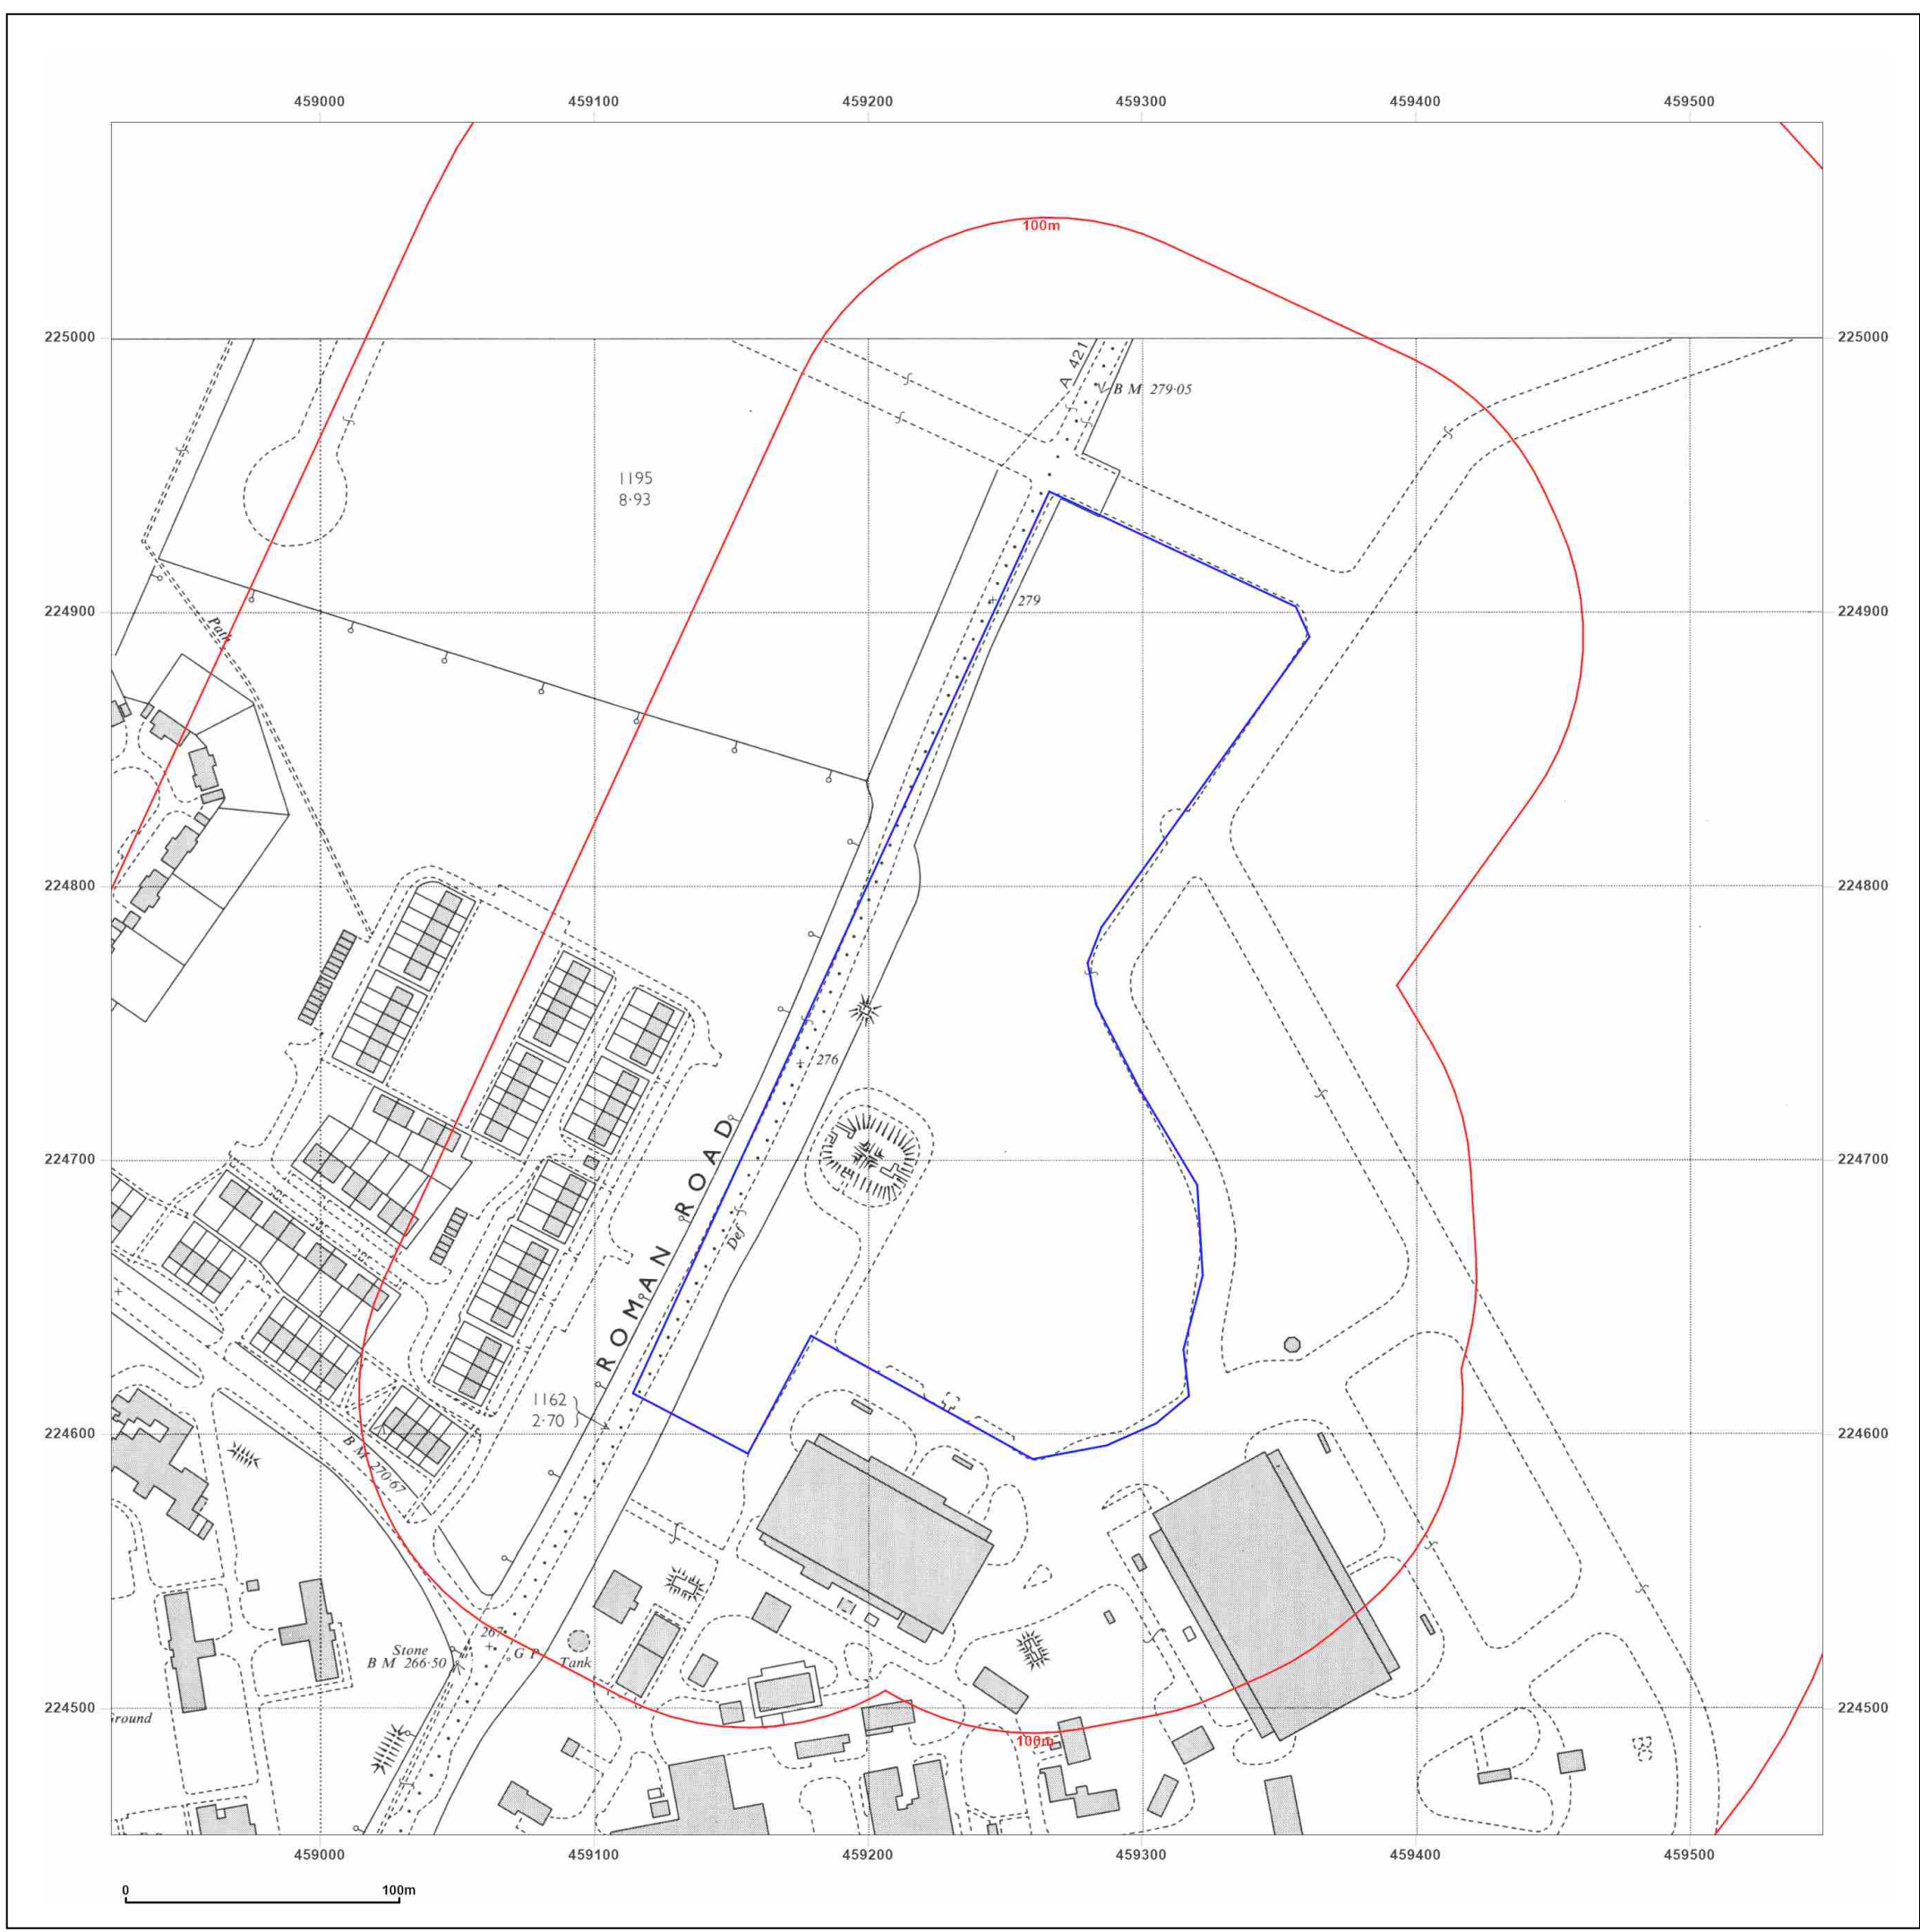 459000 459100 459200 459300 459400 459500
100m
225000 225000
A 421
B M 279·05
1195
8·93
224900 224900
279
Path
224800 224800
276
224700 224700
ROMAN ROAD
Def
1162
2·70
224600 224600
B M 270·67
267
Stone
B M 266·50
G P
Tank
224500 224500
Ground
100m
459000 459100 459200 459300 459400 459500
0 100m